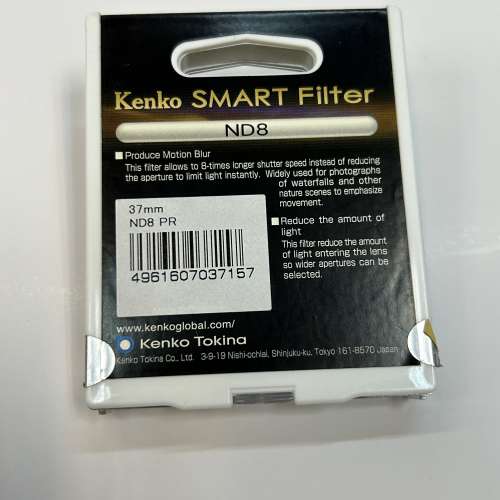 Kenko SMART Filter
ND8
Produce Motion Blur
This filter allows to 8-times longer shutter speed instead of reducing
the aperture to limit light instantly. Widely used for photographs
of waterfalls and other
nature scenes to emphasize
movement.
37mm
ND8 PR
4961607037157
Reduce the amount of
light
This filter reduce the amount
of light entering the lens
so wider apertures can be
selected.
www.kenkoglobal.com/
Kenko Tokina
Kenko Tokina Co., Ltd. 3-9-19 Nishi-ochiai, Shinjuku-ku, Tokyo 161-8570 Japan